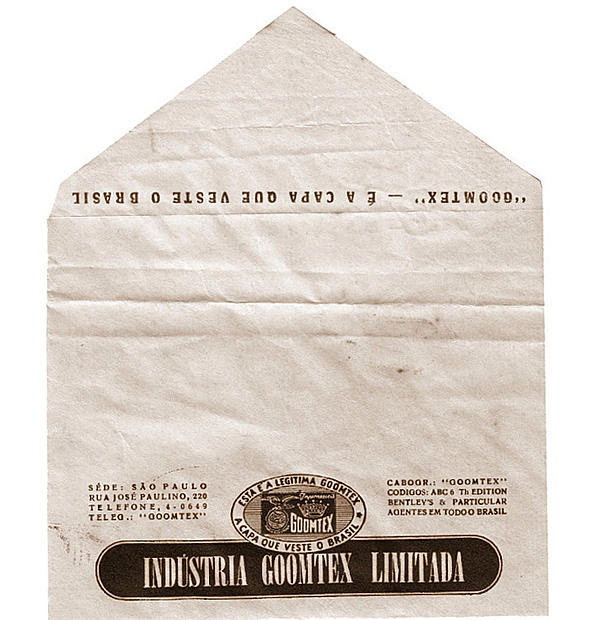 "GOOMTEX" — É A CAPA QUE VESTE O BRASIL
SÉDE: SÃO PAULO
RUA JOSÉ PAULINO, 220
TELEFONE, 4-0649
TELEG.: "GOOMTEX"
ESTA É A LEGITIMA GOOMTEX
GOOMTEX
A CAPA QUE VESTE O BRASIL
CABOGR.: "GOOMTEX"
CODIGOS: ABC 6 Th EDITION
BENTLEY'S & PARTICULAR
AGENTES EM TODO O BRASIL
INDÚSTRIA GOOMTEX LIMITADA